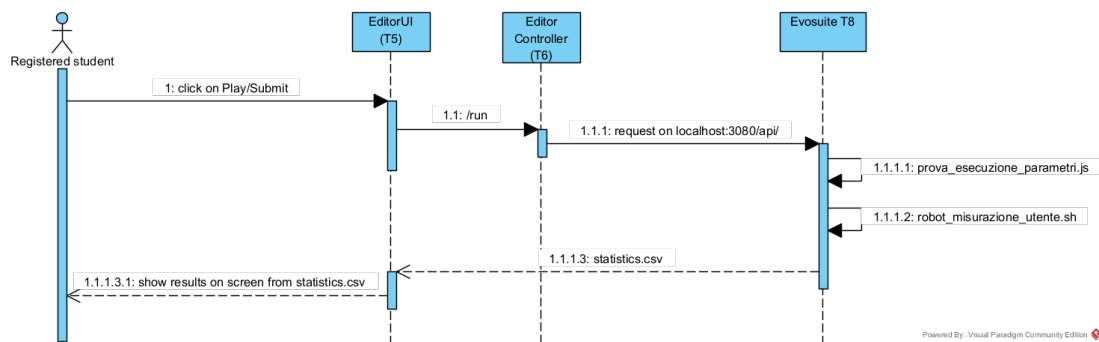 EditorUI
(T5)
Editor
Controller
(T6)
Evosuite T8
Registered student
1: click on Play/Submit
1.1: /run
1.1.1: request on localhost:3080/api/
1.1.1.1: prova_esecuzione_parametri.js
1.1.1.2: robot_misurazione_utente.sh
1.1.1.3: statistics.csv
1.1.1.3.1: show results on screen from statistics.csv
Powered By: Visual Paradigm Community Edition